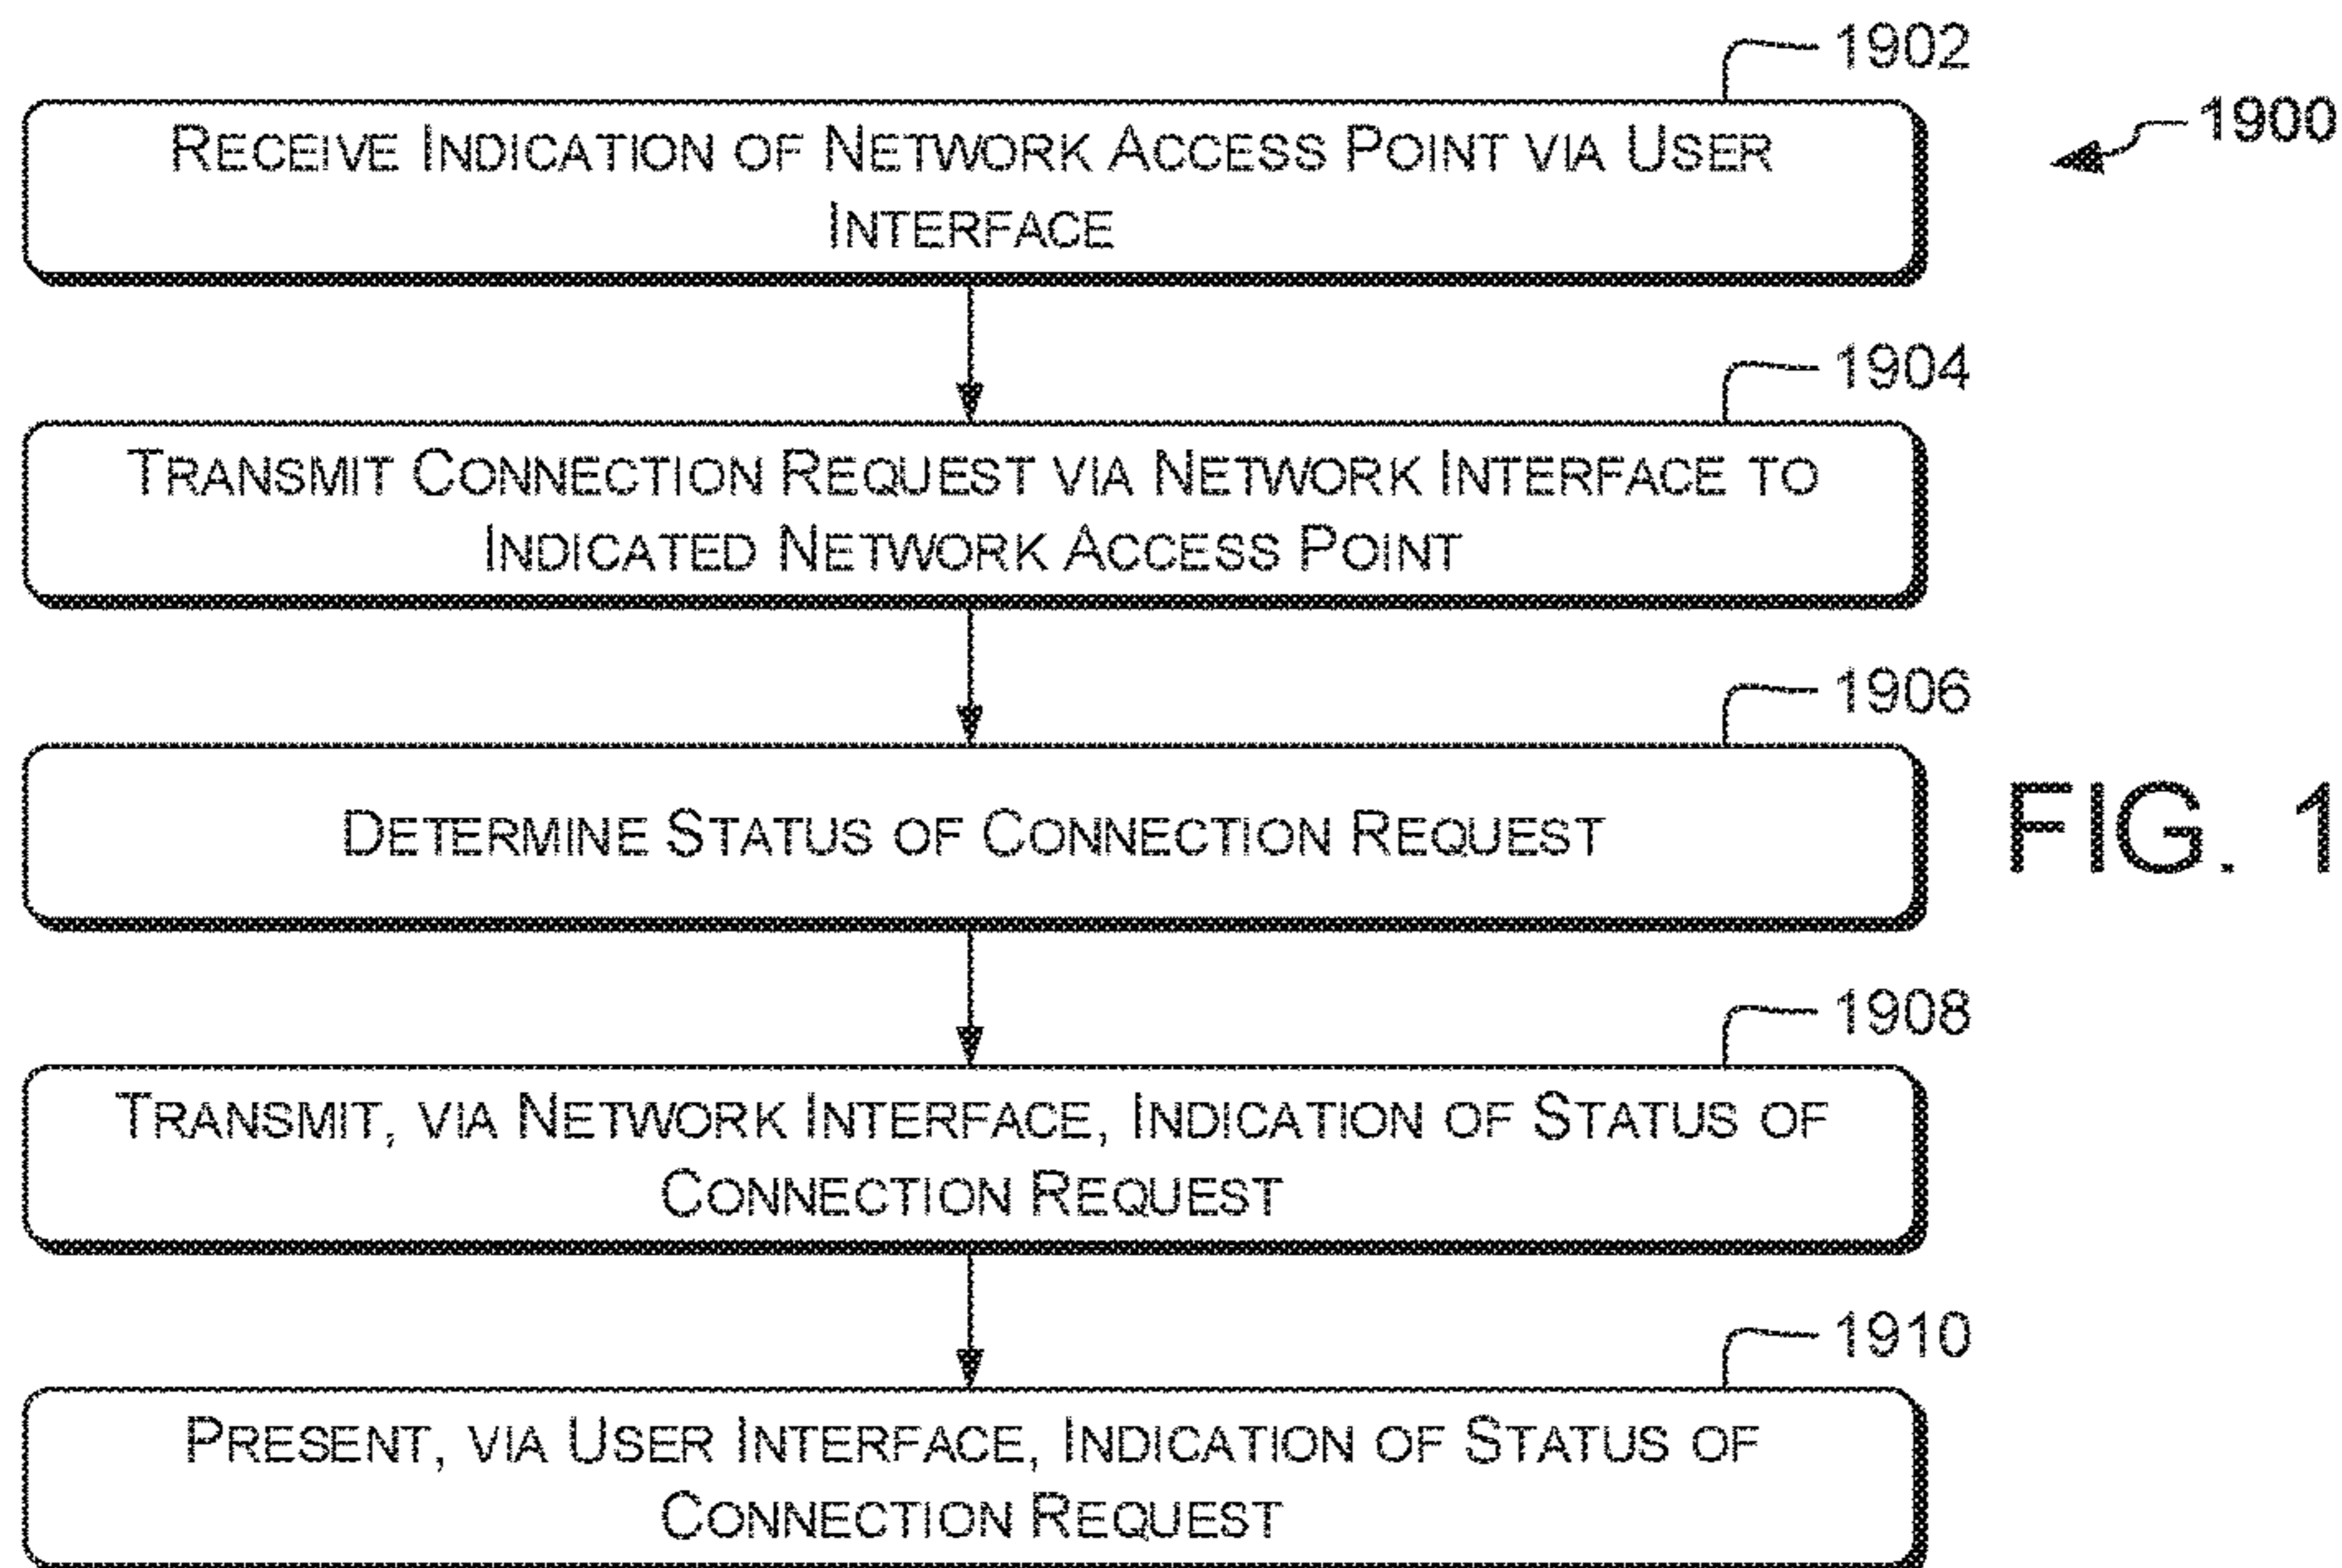 1902
1900
RECEIVE INDICATION OF NETWORK ACCESS POINT VIA USER
INTERFACE
1904
TRANSMIT CONNECTION REQUEST VIA NETWORK INTERFACE TO
INDICATED NETWORK ACCESS POINT
1906
DETERMINE STATUS OF CONNECTION REQUEST
FIG. 1
1908
TRANSMIT, VIA NETWORK INTERFACE, INDICATION OF STATUS OF
CONNECTION REQUEST
1910
PRESENT, VIA USER INTERFACE, INDICATION OF STATUS OF
CONNECTION REQUEST